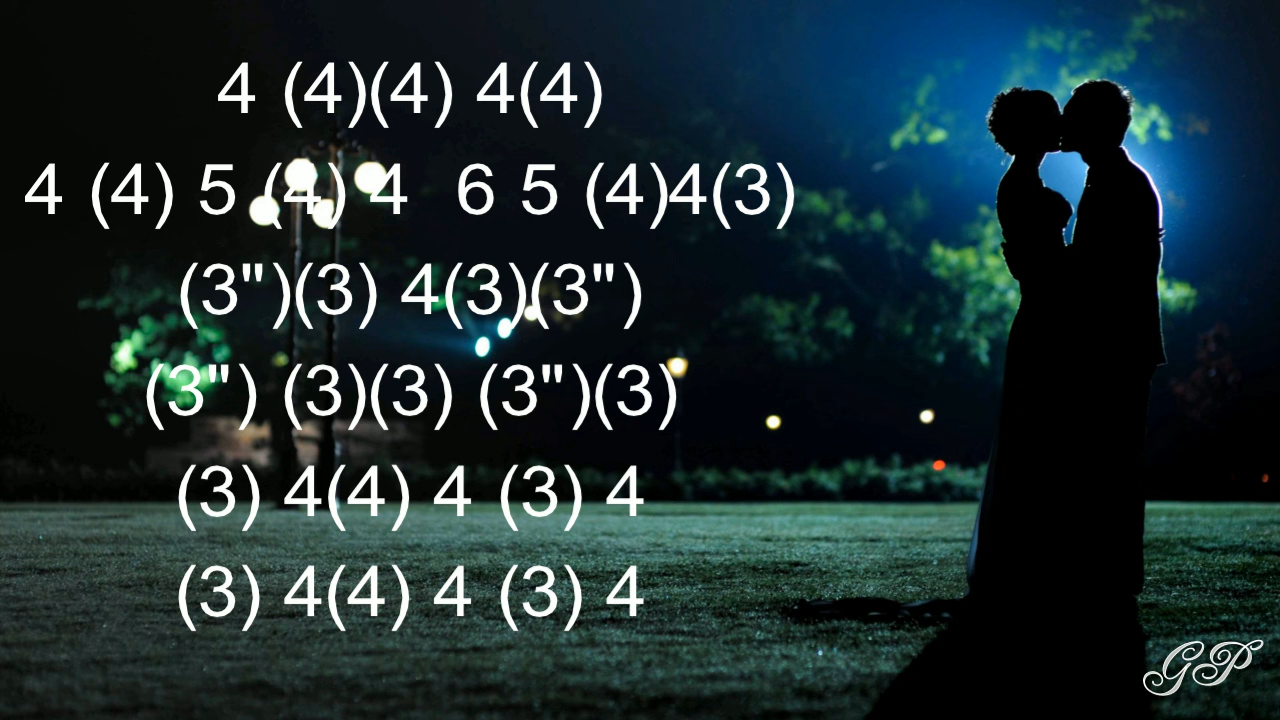 4 (4)(4) 4(4)
4 (4) 5 (4) 4  6 5 (4)4(3)
(3")(3) 4(3)(3")
(3") (3)(3) (3")(3)
(3) 4(4) 4 (3) 4
(3) 4(4) 4 (3) 4
GP